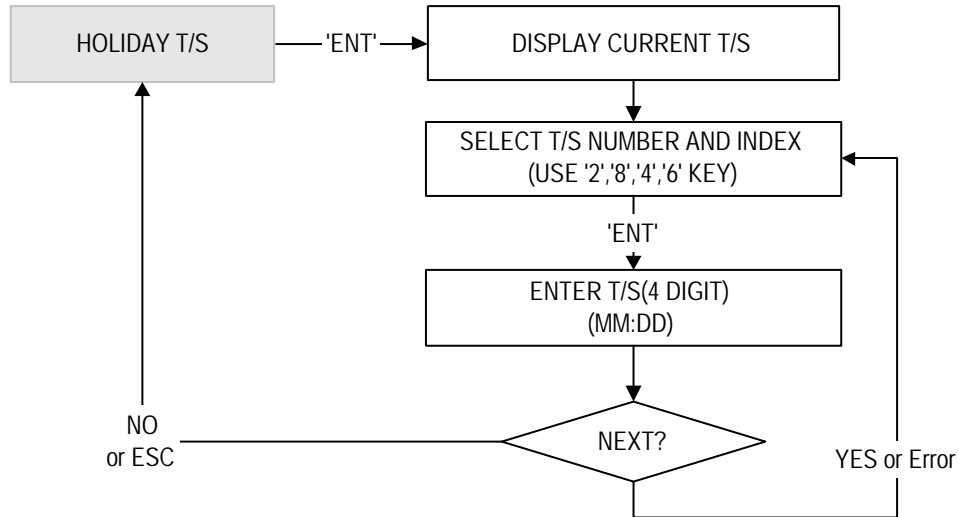 HOLIDAY T/S
'ENT'
DISPLAY CURRENT T/S
SELECT T/S NUMBER AND INDEX
(USE '2','8','4','6' KEY)
'ENT'
ENTER T/S(4 DIGIT)
(MM:DD)
NEXT?
NO
or ESC
YES or Error